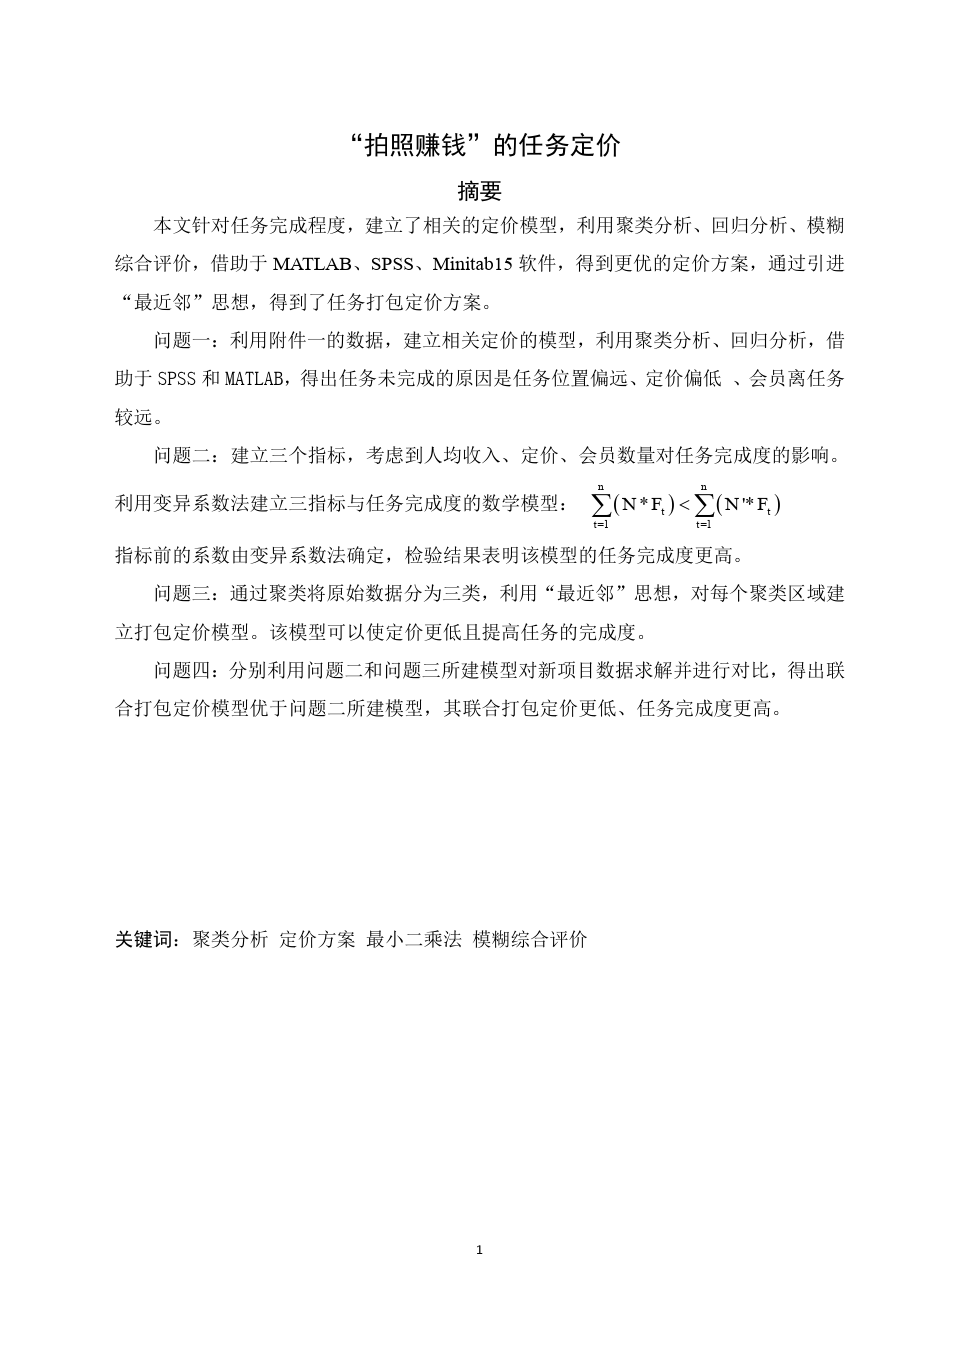 “拍照赚钱”的任务定价
摘要
本文针对任务完成程度，建立了相关的定价模型，利用聚类分析、回归分析、模糊
综合评价，借助于 MATLAB、SPSS、Minitab15 软件，得到更优的定价方案，通过引进
“最近邻”思想，得到了任务打包定价方案。
问题一：利用附件一的数据，建立相关定价的模型，利用聚类分析、回归分析，借
助于 SPSS 和 MATLAB，得出任务未完成的原因是任务位置偏远、定价偏低 、会员离任务
较远。
问题二：建立三个指标，考虑到人均收入、定价、会员数量对任务完成度的影响。
利用变异系数法建立三指标与任务完成度的数学模型： \sum_{t=1}^{n}(N*F_t)<\sum_{t=1}^{n}(N'*F_t)
指标前的系数由变异系数法确定，检验结果表明该模型的任务完成度更高。
问题三：通过聚类将原始数据分为三类，利用“最近邻”思想，对每个聚类区域建
立打包定价模型。该模型可以使定价更低且提高任务的完成度。
问题四：分别利用问题二和问题三所建模型对新项目数据求解并进行对比，得出联
合打包定价模型优于问题二所建模型，其联合打包定价更低、任务完成度更高。
关键词：聚类分析 定价方案 最小二乘法 模糊综合评价
1